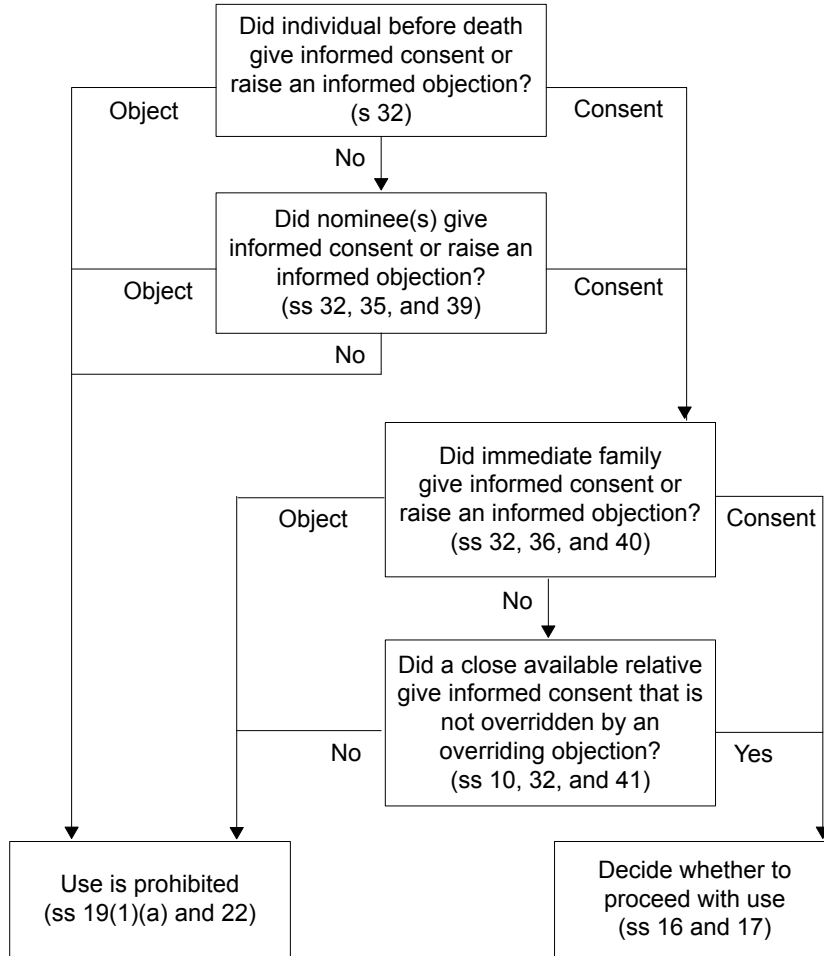 Did individual before death
give informed consent or
raise an informed objection?
(s 32)
Object
Consent
No
Did nominee(s) give
informed consent or raise an
informed objection?
(ss 32, 35, and 39)
Object
Consent
No
Did immediate family
give informed consent or
raise an informed objection?
(ss 32, 36, and 40)
Object
Consent
No
Did a close available relative
give informed consent that is
not overridden by an
overriding objection?
(ss 10, 32, and 41)
No
Yes
Use is prohibited
(ss 19(1)(a) and 22)
Decide whether to
proceed with use
(ss 16 and 17)